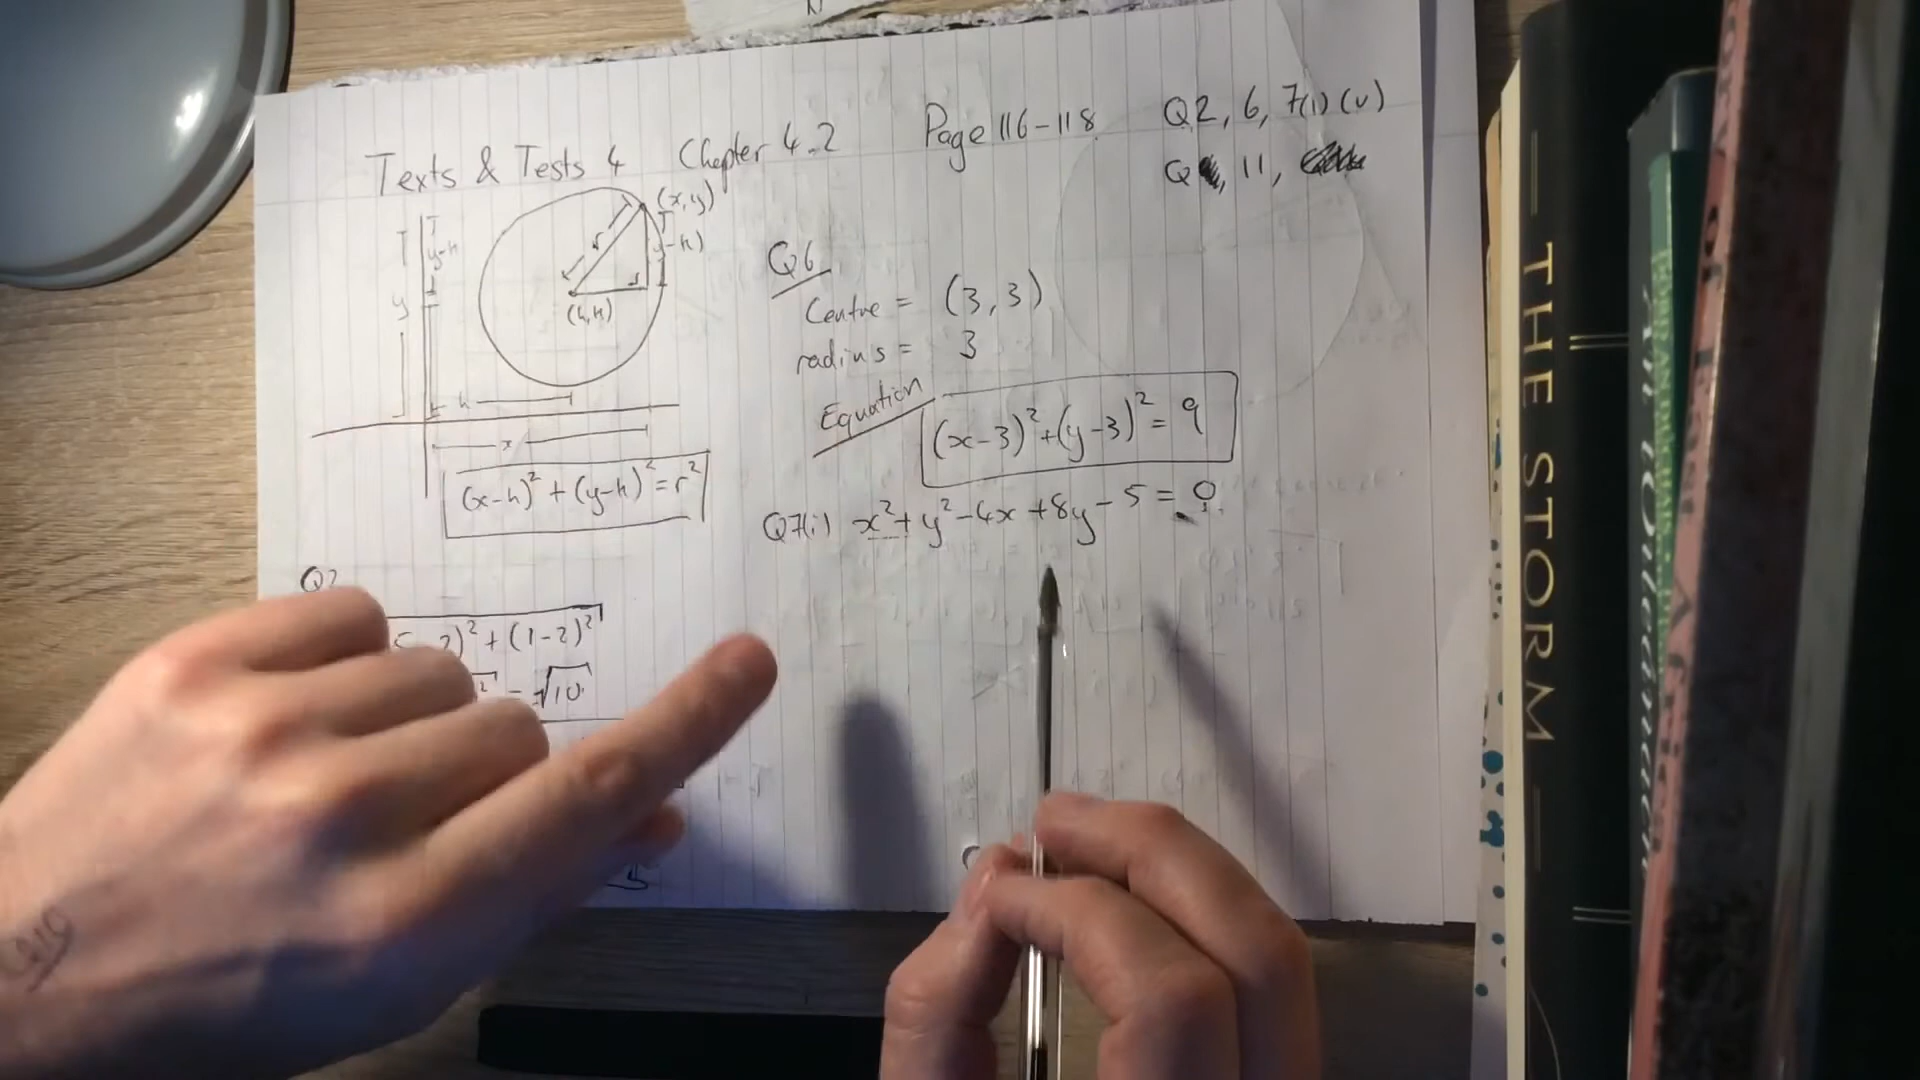 Texts & Tests 4 Chapter 4.2 Page 116-118 Q2, 6, 7(i) (v)
Q , 11,
(x,y)
r
y-k
y
(h,k)
h
x
(x-h)² + (y-k)² = r²
Q6
Centre = (3, 3)
radius = 3
Equation
(x-3)² + (y-3)² = 9
Q7(i) x² + y² - 4x + 8y - 5 = 0
2)² + (1-2)²
= √10
THE STORM